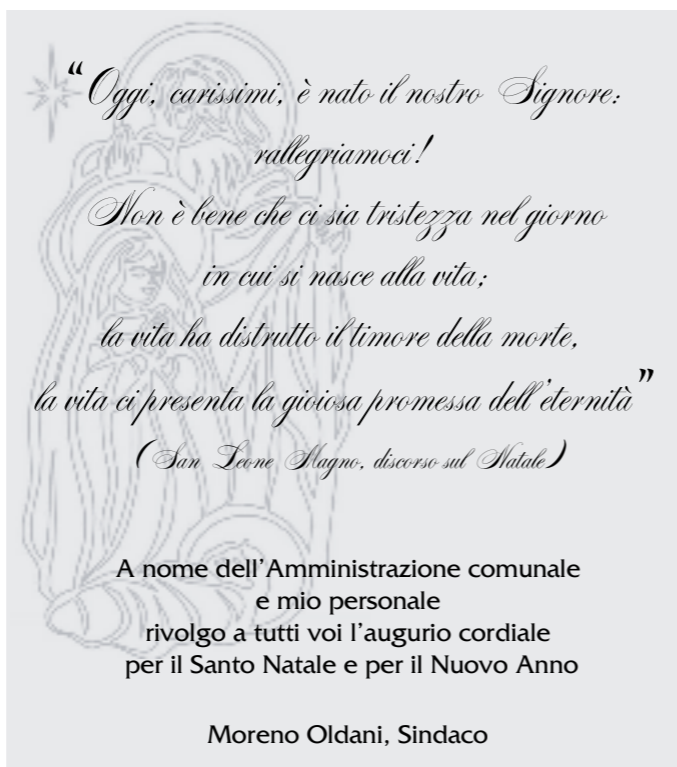 “Oggi, carissimi, è nato il nostro Signore:
rallegriamoci!
Non è bene che ci sia tristezza nel giorno
in cui si nasce alla vita;
la vita ha distrutto il timore della morte,
la vita ci presenta la gioiosa promessa dell'eternità”
(San Leone Magno, discorso sul Natale)
A nome dell'Amministrazione comunale
e mio personale
rivolgo a tutti voi l'augurio cordiale
per il Santo Natale e per il Nuovo Anno
Moreno Oldani, Sindaco